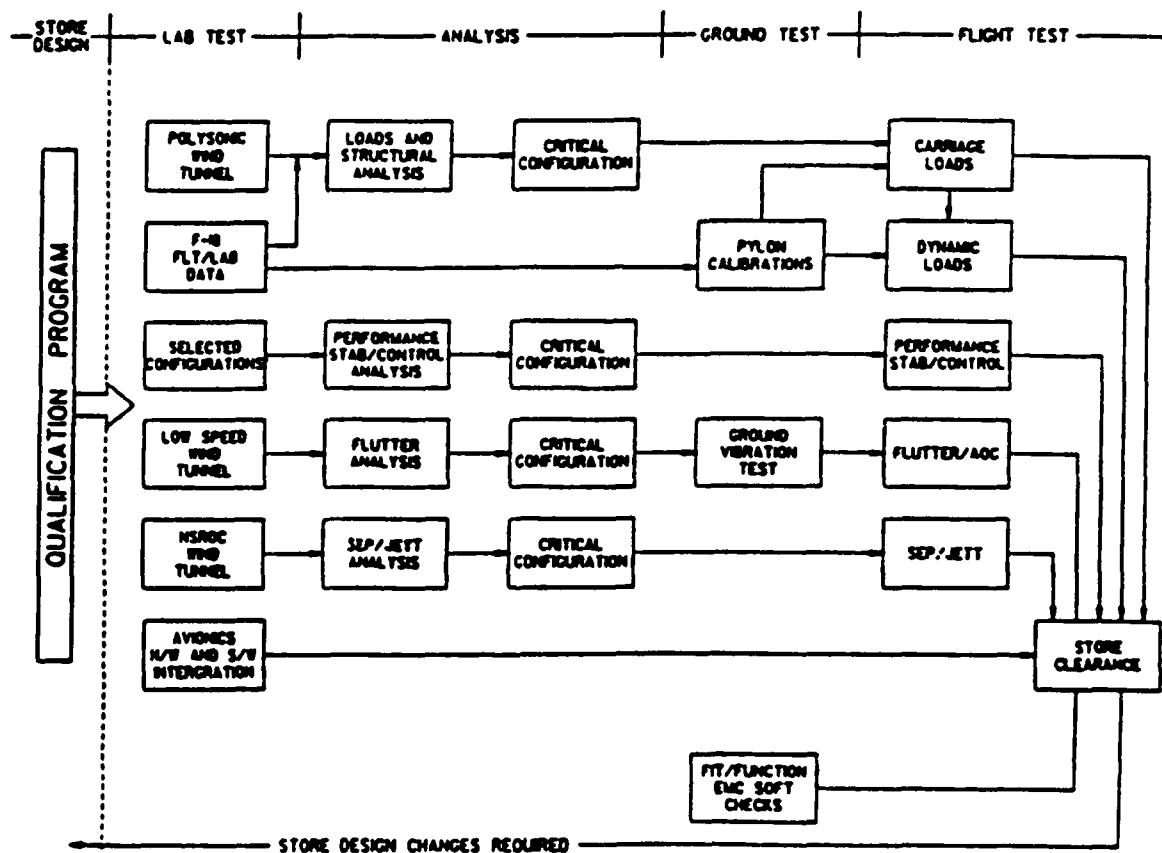 STORE
DESIGN
LAB TEST
ANALYSIS
GROUND TEST
FLIGHT TEST
QUALIFICATION PROGRAM
POLYSONIC
WIND
TUNNEL
LOADS AND
STRUCTURAL
ANALYSIS
CRITICAL
CONFIGURATION
CARRIAGE
LOADS
F-18
FLT/LAB
DATA
PYLON
CALIBRATIONS
DYNAMIC
LOADS
SELECTED
CONFIGURATIONS
PERFORMANCE
STAB/CONTROL
ANALYSIS
CRITICAL
CONFIGURATION
PERFORMANCE
STAB/CONTROL
LOW SPEED
WIND
TUNNEL
FLUTTER
ANALYSIS
CRITICAL
CONFIGURATION
GROUND
VIBRATION
TEST
FLUTTER/AOC
NSRDC
WIND
TUNNEL
SEP/JETT
ANALYSIS
CRITICAL
CONFIGURATION
SEP/JETT
AVIONICS
H/W AND S/W
INTERGRATION
STORE
CLEARANCE
FIT/FUNCTION
EMC SOFT
CHECKS
STORE DESIGN CHANGES REQUIRED